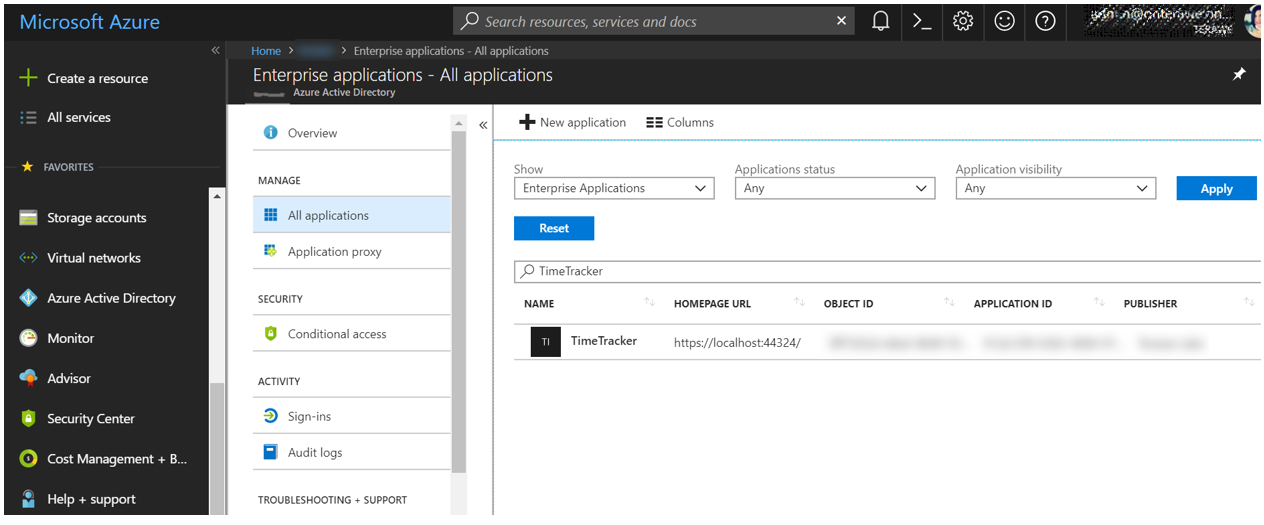 Microsoft Azure
Search resources, services and docs
Home
Enterprise applications - All applications
Enterprise applications - All applications
Azure Active Directory
Create a resource
All services
FAVORITES
Storage accounts
Virtual networks
Azure Active Directory
Monitor
Advisor
Security Center
Cost Management + B...
Help + support
Overview
MANAGE
All applications
Application proxy
SECURITY
Conditional access
ACTIVITY
Sign-ins
Audit logs
TROUBLESHOOTING + SUPPORT
New application
Columns
Show
Applications status
Application visibility
Enterprise Applications
Any
Any
Apply
Reset
TimeTracker
NAME
HOMEPAGE URL
OBJECT ID
APPLICATION ID
PUBLISHER
TI
TimeTracker
https://localhost:44324/